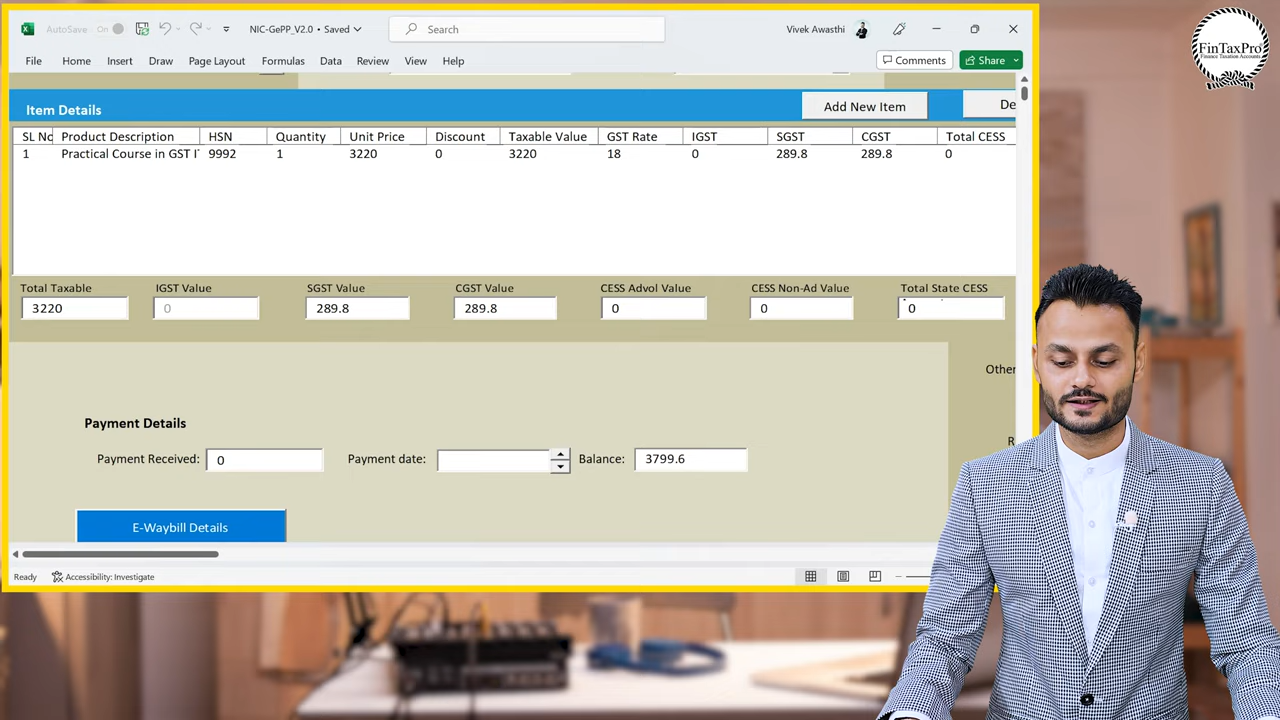 AutoSave On NIC-GePP_V2.0 • Saved Search Vivek Awasthi
File Home Insert Draw Page Layout Formulas Data Review View Help Comments Share
Item Details Add New Item De
SL No Product Description HSN Quantity Unit Price Discount Taxable Value GST Rate IGST SGST CGST Total CESS
1 Practical Course in GST I 9992 1 3220 0 3220 18 0 289.8 289.8 0
Total Taxable IGST Value SGST Value CGST Value CESS Advol Value CESS Non-Ad Value Total State CESS
3220 0 289.8 289.8 0 0 0
Other
Payment Details
R
Payment Received: 0 Payment date: Balance: 3799.6
E-Waybill Details
Ready Accessibility: Investigate
FinTaxPro
Finance Taxation Accounts